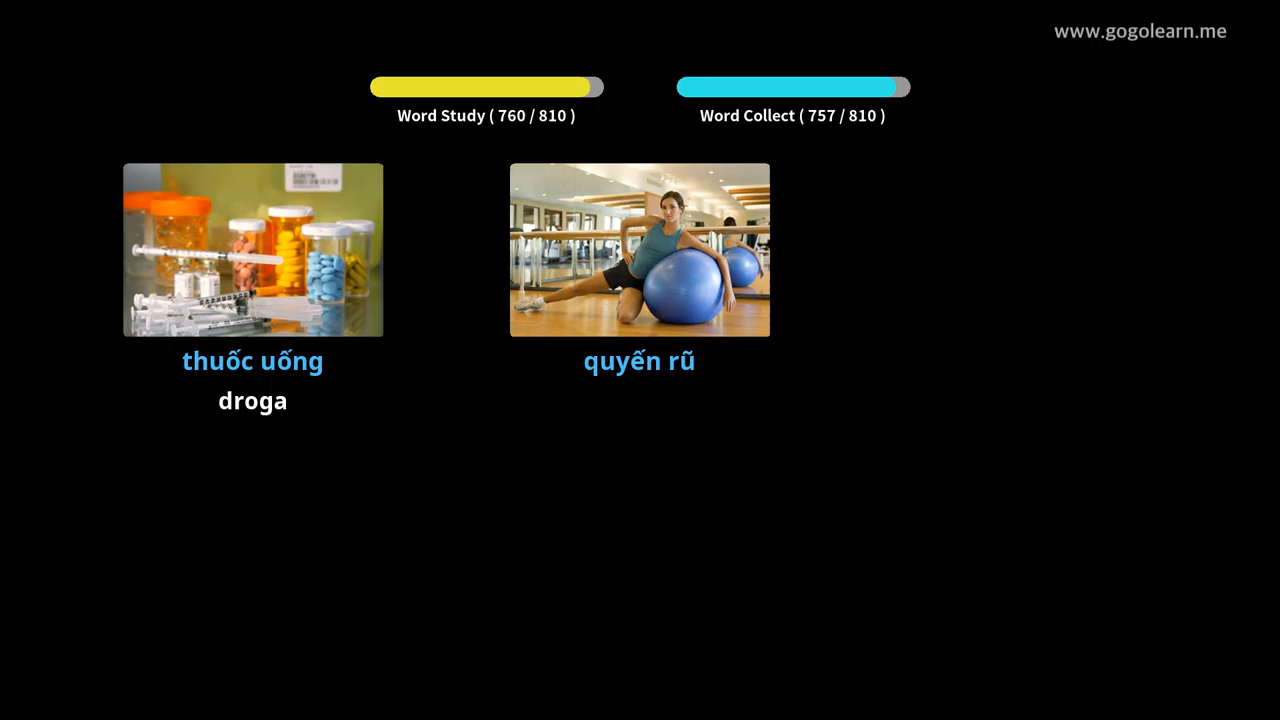 www.gogolearn.me
Word Study ( 760 / 810 )
Word Collect ( 757 / 810 )
thuốc uống
quyến rũ
droga